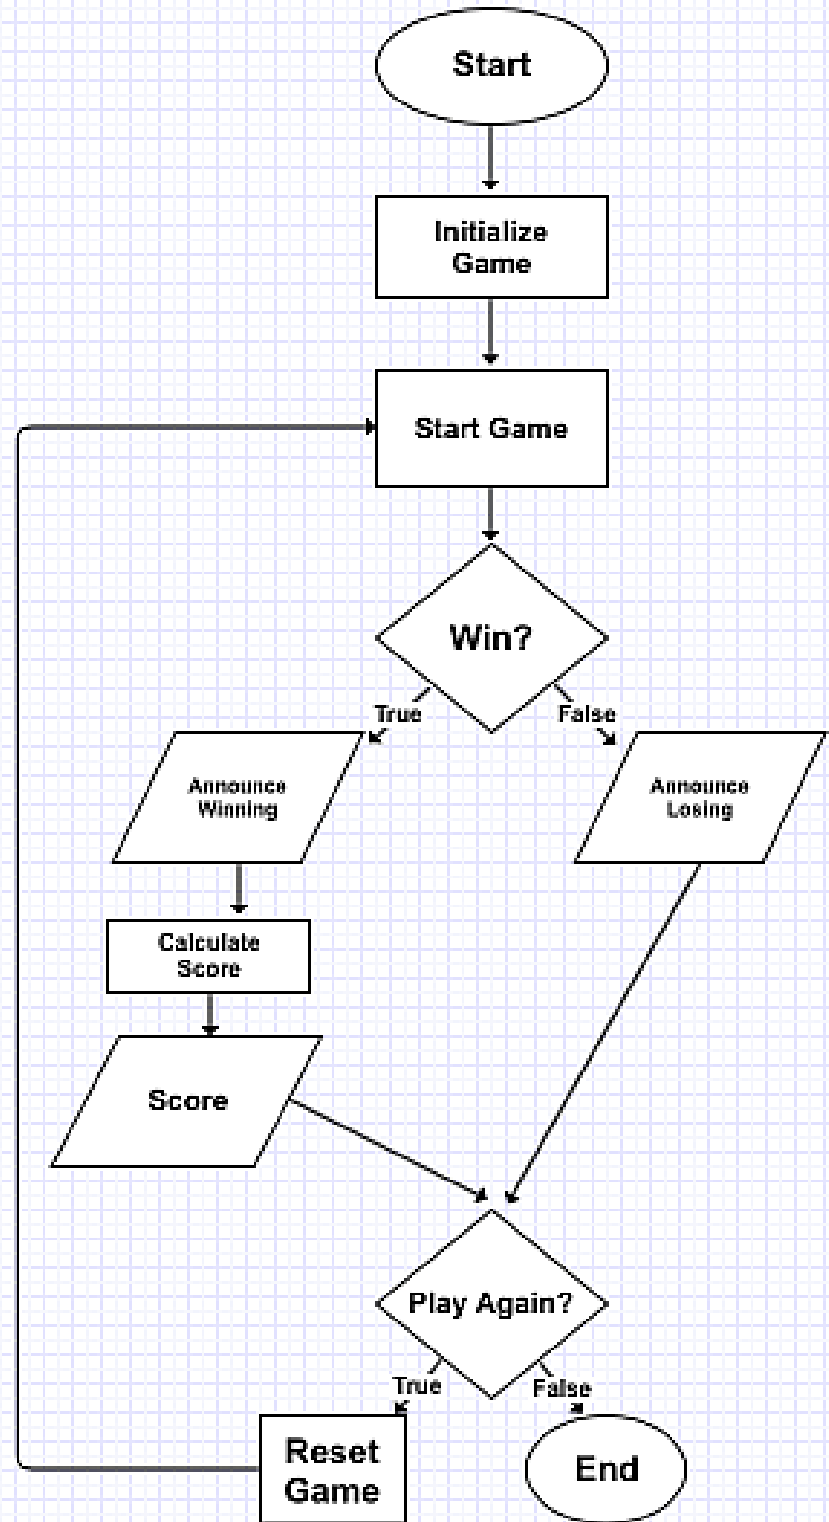 Start
Initialize
Game
Start Game
Win?
True
False
Announce
Winning
Announce
Losing
Calculate
Score
Score
Play Again?
True
False
Reset
Game
End